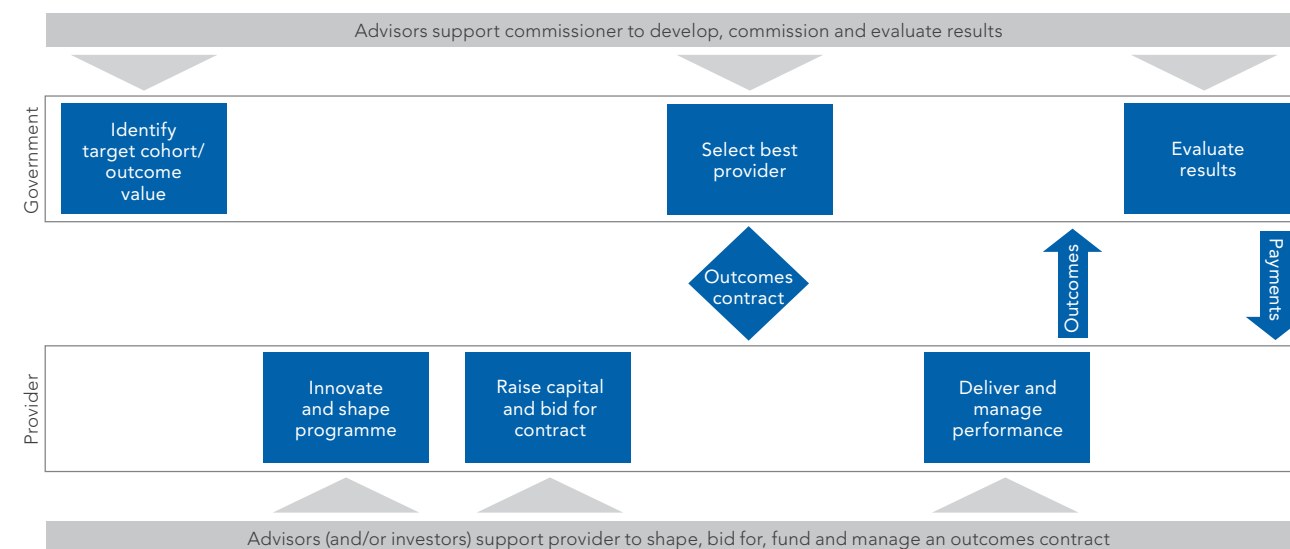 Advisors support commissioner to develop, commission and evaluate results
Government
Identify
target cohort/
outcome
value
Select best
provider
Evaluate
results
Outcomes
contract
Outcomes
Payments
Provider
Innovate
and shape
programme
Raise capital
and bid for
contract
Deliver and
manage
performance
Advisors (and/or investors) support provider to shape, bid for, fund and manage an outcomes contract